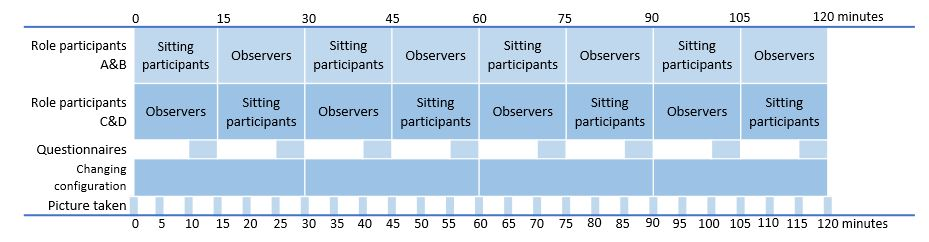 0 15 30 45 60 75 90 105 120 minutes
Role participants A&B
Sitting participants Observers Sitting participants Observers Sitting participants Observers Sitting participants Observers
Role participants C&D
Observers Sitting participants Observers Sitting participants Observers Sitting participants Observers Sitting participants
Questionnaires
Changing
configuration
Picture taken
0 5 10 15 20 25 30 35 40 45 50 55 60 65 70 75 80 85 90 95 100 105 110 115 120 minutes